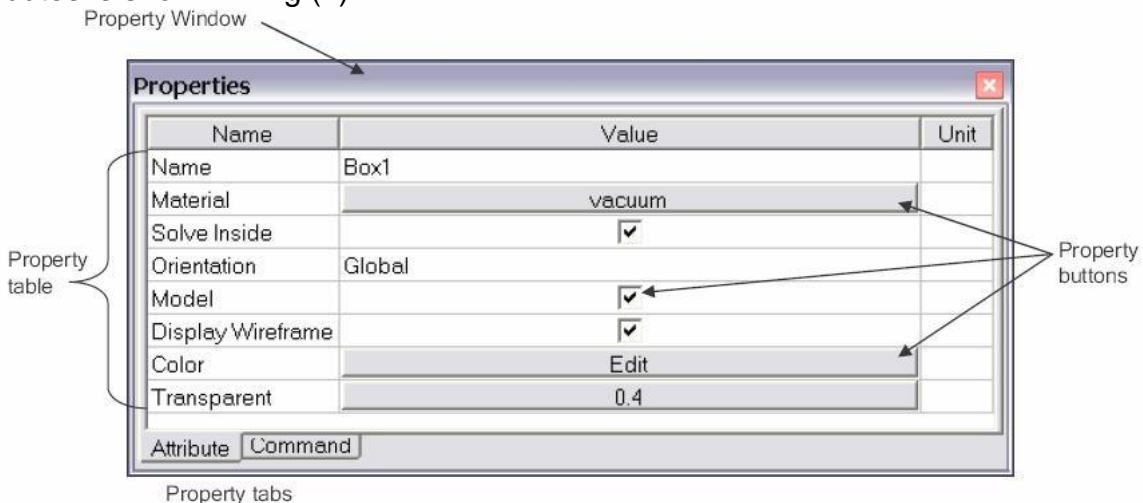 Property Window
Properties
Name Value Unit
Name Box1
Material vacuum
Solve Inside
Orientation Global
Model
Display Wireframe
Color Edit
Transparent 0.4
Attribute Command
Property tabs
Property
table
Property
buttons